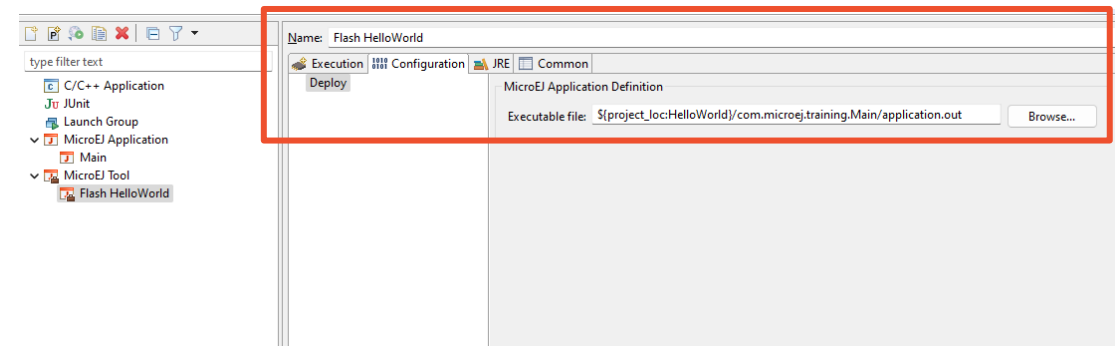 type filter text
C/C++ Application
JUnit
Launch Group
MicroEJ Application
Main
MicroEJ Tool
Flash HelloWorld
Name: Flash HelloWorld
Execution Configuration JRE Common
Deploy
MicroEJ Application Definition
Executable file: ${project_loc:HelloWorld}/com.microej.training.Main/application.out Browse...